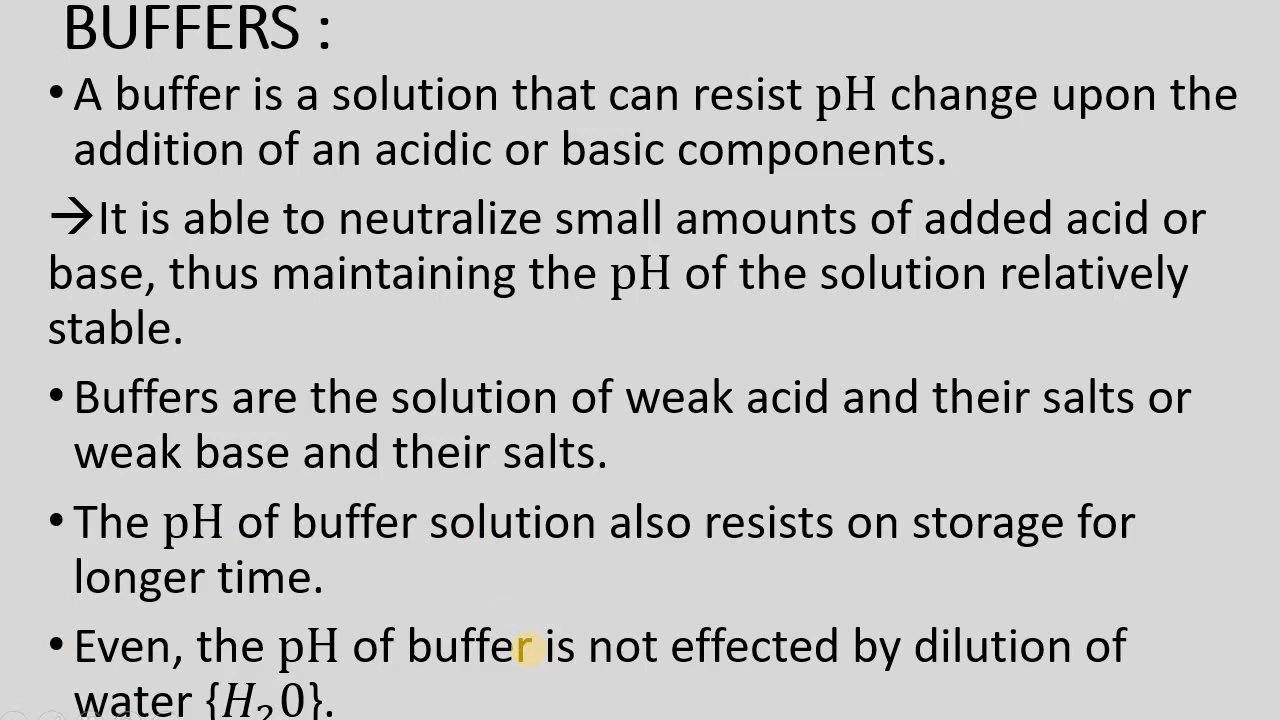 BUFFERS :
• A buffer is a solution that can resist pH change upon the
addition of an acidic or basic components.
→It is able to neutralize small amounts of added acid or
base, thus maintaining the pH of the solution relatively
stable.
• Buffers are the solution of weak acid and their salts or
weak base and their salts.
• The pH of buffer solution also resists on storage for
longer time.
• Even, the pH of buffer is not effected by dilution of
water {H₂0}.